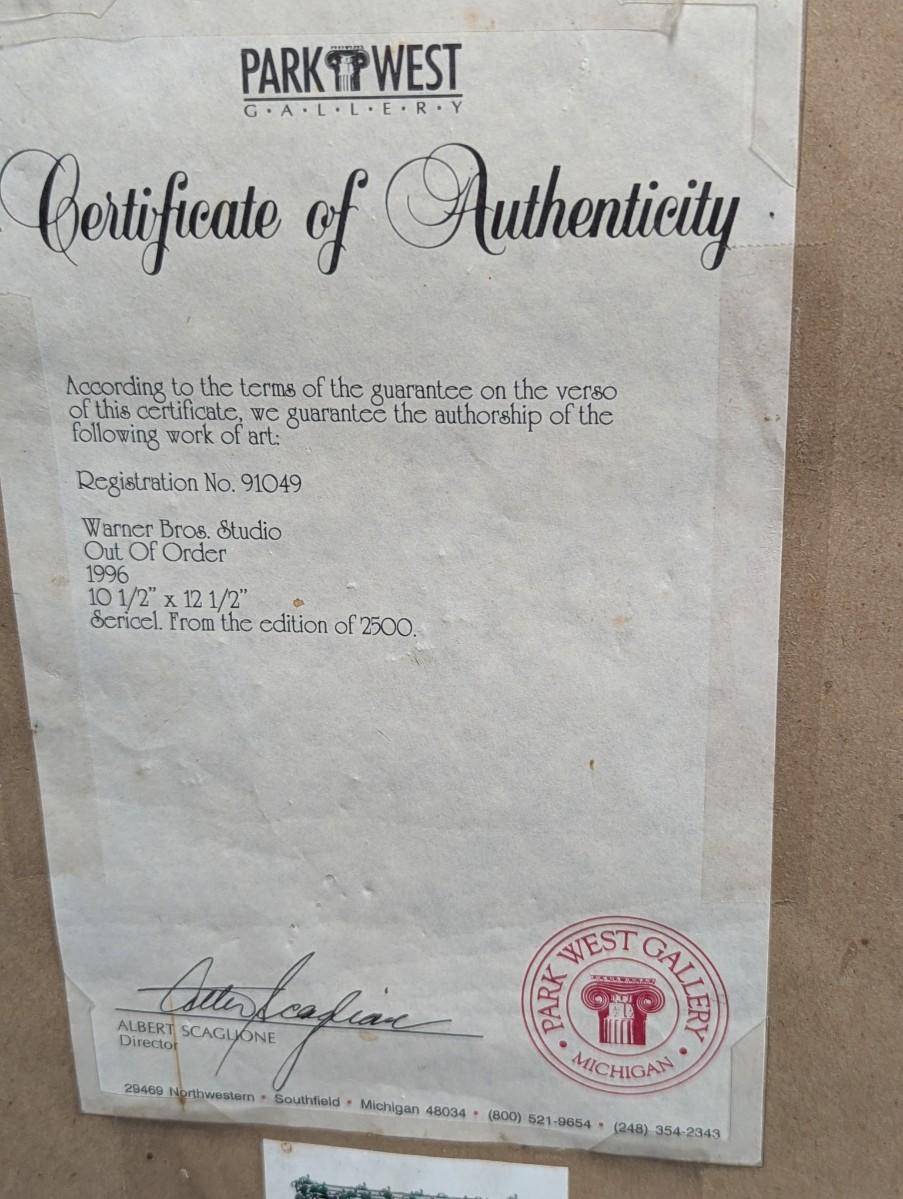 PARK WEST
G·A·L·L·E·R·Y
Certificate of Authenticity
According to the terms of the guarantee on the verso
of this certificate, we guarantee the authorship of the
following work of art:
Registration No. 91049
Warner Bros. Studio
Out Of Order
1996
10 1/2" x 12 1/2"
Sericel. From the edition of 2500.
Albert Scaglione
ALBERT SCAGLIONE
Director
PARK WEST GALLERY
• MICHIGAN •
29469 Northwestern • Southfield • Michigan 48034 • (800) 521-9654 • (248) 354-2343